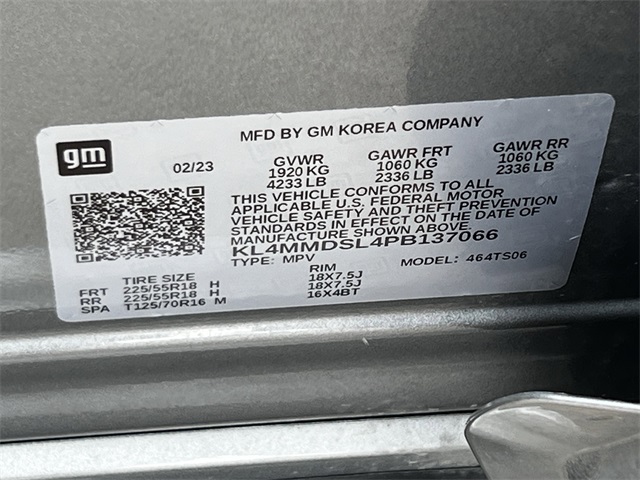 gm
MFD BY GM KOREA COMPANY
02/23 GVWR GAWR FRT GAWR RR
1920 KG 1060 KG 1060 KG
4233 LB 2336 LB 2336 LB
THIS VEHICLE CONFORMS TO ALL
APPLICABLE U.S. FEDERAL MOTOR
VEHICLE SAFETY AND THEFT PREVENTION
STANDARDS IN EFFECT ON THE DATE OF
MANUFACTURE SHOWN ABOVE.
KL4MMDSL4PB137066
TYPE: MPV MODEL: 464TS06
TIRE SIZE RIM
FRT 225/55R18 H 18X7.5J
RR 225/55R18 H 18X7.5J
SPA T125/70R16 M 16X4BT